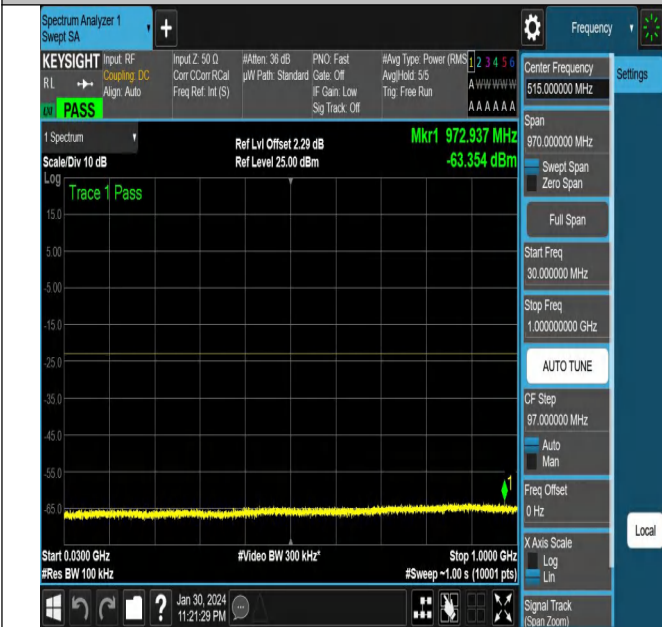 Spectrum Analyzer 1
Swept SA
+
Frequency
KEYSIGHT
RL
PASS
Input: RF
Coupling: DC
Align: Auto
Input Z: 50 Ω
Corr CCorr RCal
Freq Ref: Int (S)
#Atten: 36 dB
µW Path: Standard
PNO: Fast
Gate: Off
IF Gain: Low
Sig Track: Off
#Avg Type: Power (RMS
Avg|Hold: 5/5
Trig: Free Run
1 2 3 4 5 6
A W W W W W
A A A A A A
1 Spectrum
Scale/Div 10 dB
Ref Lvl Offset 2.29 dB
Ref Level 25.00 dBm
Mkr1 972.937 MHz
-63.354 dBm
Log
Trace 1 Pass
15.0
5.00
-5.00
-15.0
-25.0
-35.0
-45.0
-55.0
-65.0
1
Start 0.0300 GHz
#Res BW 100 kHz
#Video BW 300 kHz*
Stop 1.0000 GHz
#Sweep ~1.00 s (10001 pts)
Center Frequency
515.000000 MHz
Settings
Span
970.000000 MHz
Swept Span
Zero Span
Full Span
Start Freq
30.000000 MHz
Stop Freq
1.000000000 GHz
AUTO TUNE
CF Step
97.000000 MHz
Auto
Man
Freq Offset
0 Hz
Local
X Axis Scale
Log
Lin
Signal Track
(Span Zoom)
?
Jan 30, 2024
11:21:29 PM